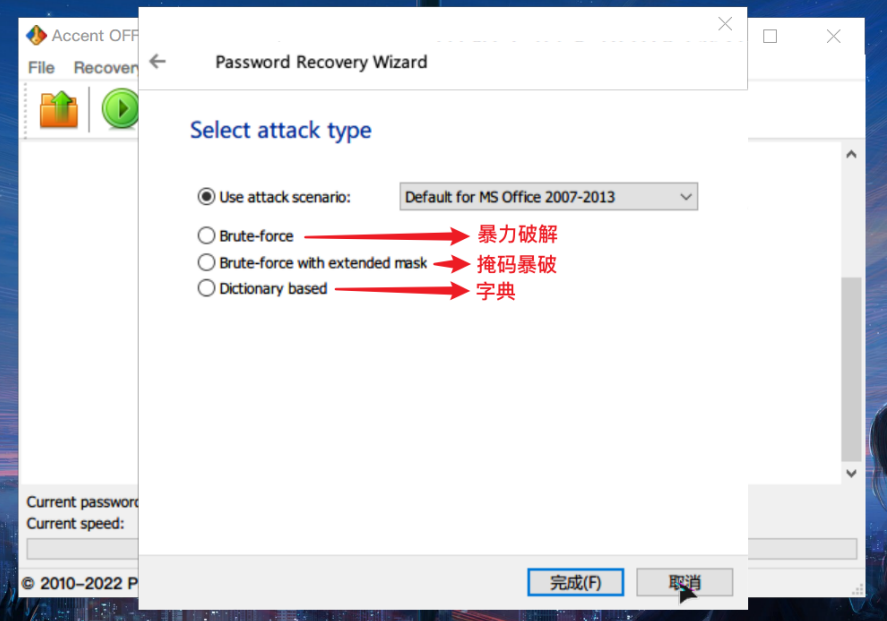 Accent OFF
File Recover
Password Recovery Wizard
Select attack type
Use attack scenario: Default for MS Office 2007-2013
Brute-force 暴力破解
Brute-force with extended mask 掩码暴破
Dictionary based 字典
Current password
Current speed:
完成(F) 取消
© 2010-2022 P